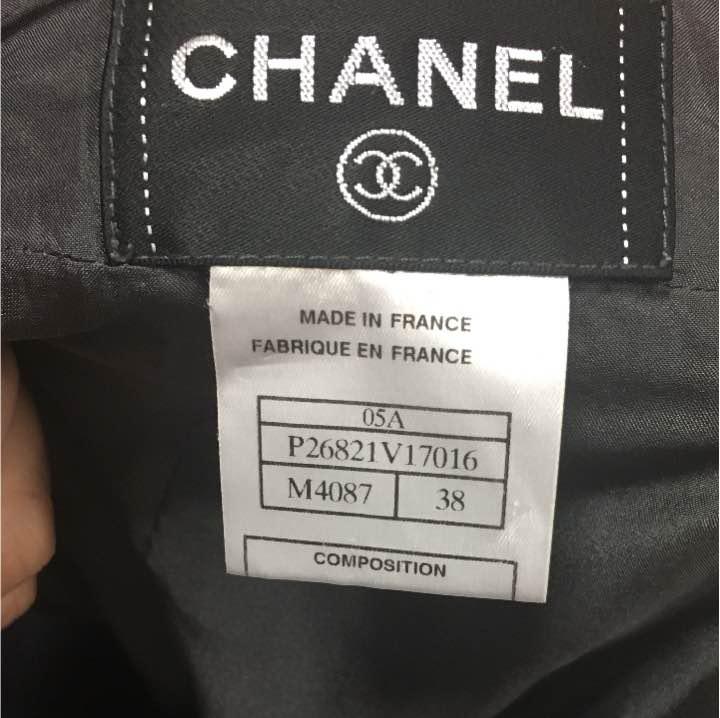 CHANEL
MADE IN FRANCE
FABRIQUE EN FRANCE
05A
P26821V17016
M4087 38
COMPOSITION